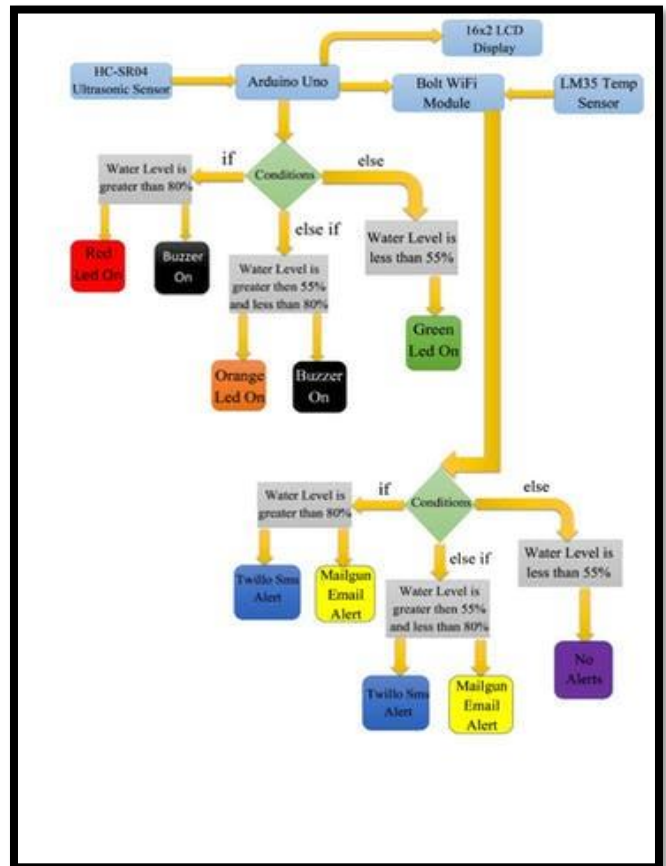 16x2 LCD
Display
HC-SR04
Ultrasonic Sensor
Arduino Uno
Bolt WiFi
Module
LM35 Temp
Sensor
if
Conditions
else
Water Level is
greater than 80%
else if
Water Level is
less than 55%
Red
Led On
Buzzer
On
Water Level is
greater then 55%
and less than 80%
Green
Led On
Orange
Led On
Buzzer
On
if
Conditions
else
Water Level is
greater than 80%
else if
Water Level is
less than 55%
Twillo Sms
Alert
Mailgun
Email
Alert
Water Level is
greater then 55%
and less than 80%
No
Alerts
Twillo Sms
Alert
Mailgun
Email
Alert